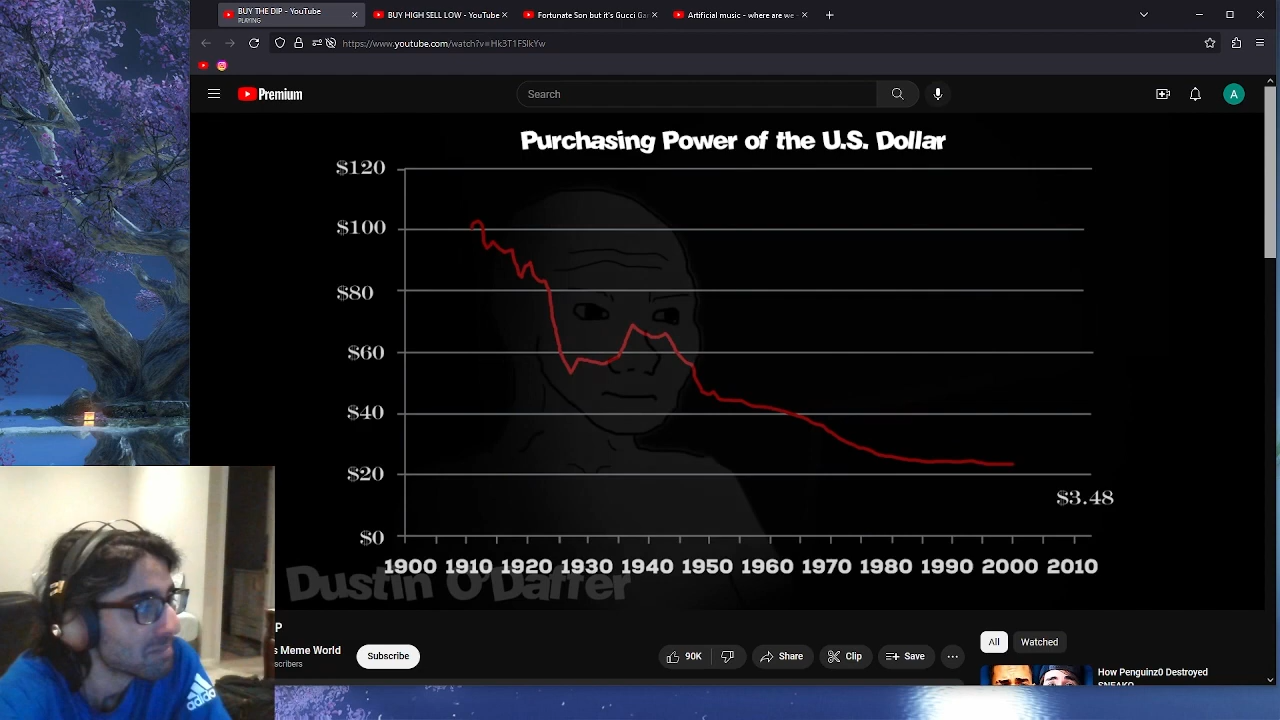 BUY THE DIP - YouTube
PLAYING
BUY HIGH SELL LOW - YouTube
Fortunate Son but it's Gucci Ga
Artificial music - where are we
https://www.youtube.com/watch?v=Hk3T1FSlkYw
Premium
Search
A
Purchasing Power of the U.S. Dollar
$120
$100
$80
$60
$40
$20
$3.48
$0
1900 1910 1920 1930 1940 1950 1960 1970 1980 1990 2000 2010
Dustin O'Daffer
P
s Meme World
scribers
Subscribe
90K
Share
Clip
Save
All
Watched
How Penguinz0 Destroyed
SNEAKO
adidas